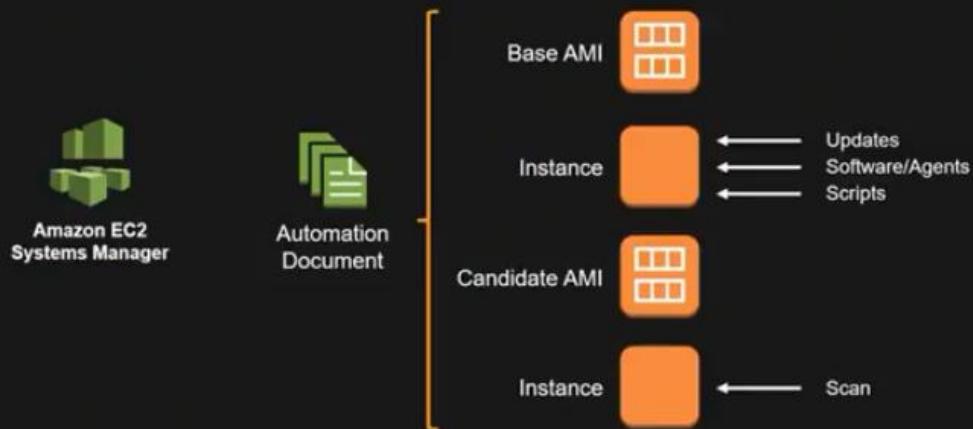 Amazon EC2
Systems Manager
Automation
Document
Base AMI
Instance
Updates
Software/Agents
Scripts
Candidate AMI
Instance
Scan